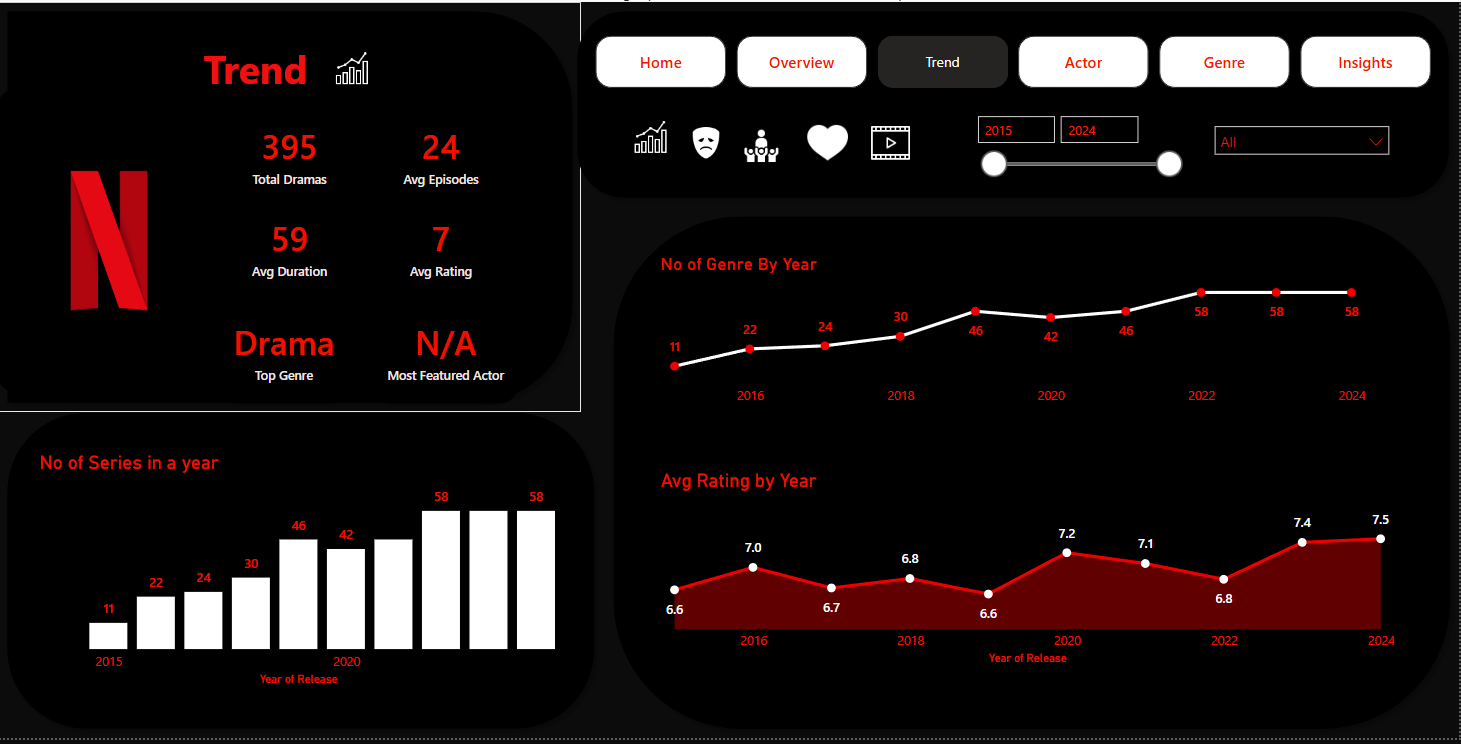 Trend
395
24
Total Dramas
Avg Episodes
59
7
Avg Duration
Avg Rating
Drama
N/A
Top Genre
Most Featured Actor
Home
Overview
Trend
Actor
Genre
Insights
2015
2024
All
No of Series in a year
11
22
24
30
46
42
58
58
2015
2020
Year of Release
No of Genre By Year
11
22
24
30
46
42
46
58
58
58
2016
2018
2020
2022
2024
Avg Rating by Year
6.6
7.0
6.7
6.8
6.6
7.2
7.1
6.8
7.4
7.5
2016
2018
2020
2022
2024
Year of Release